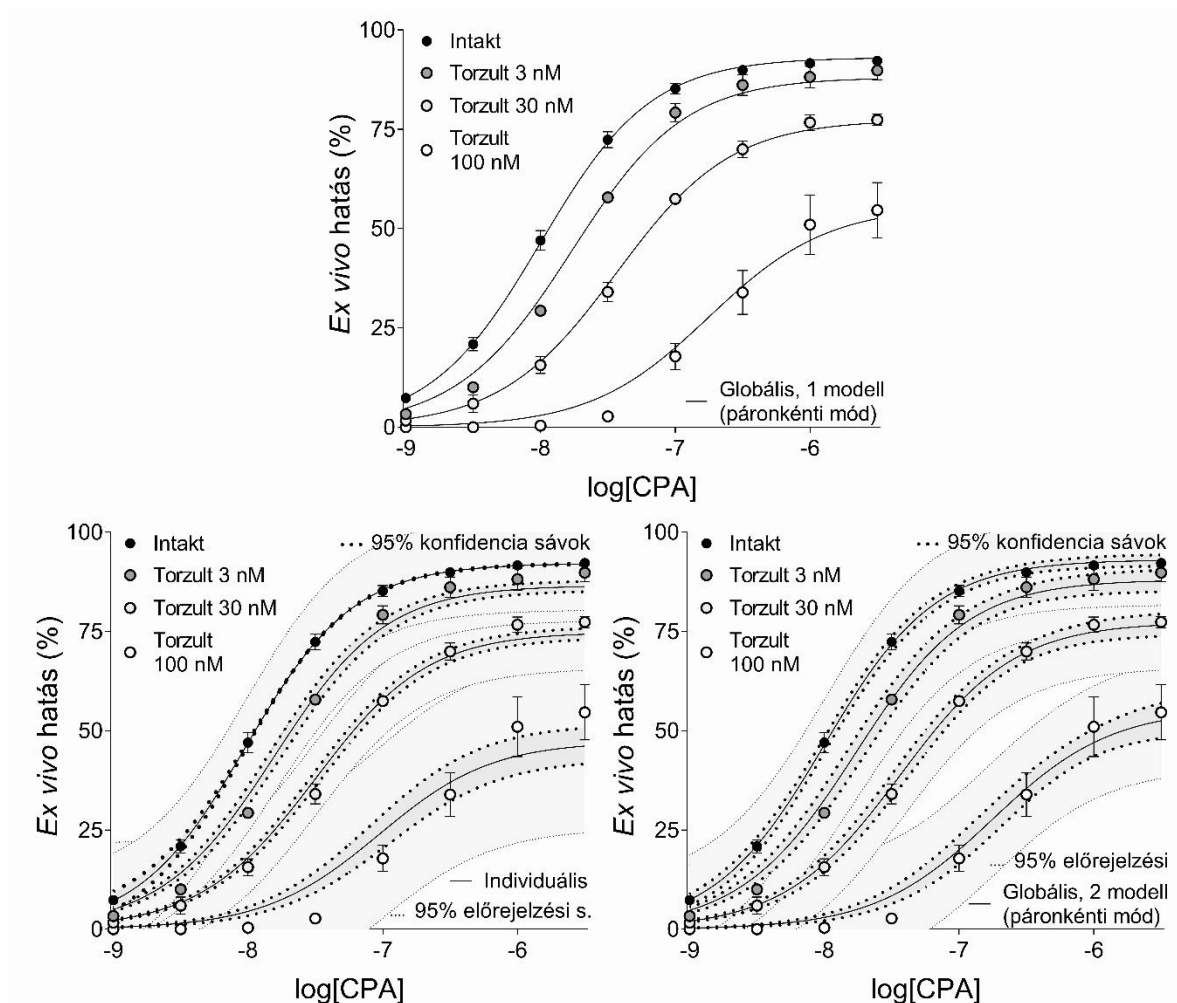 100
75
50
25
0
Ex vivo hatás (%)
Intakt
Torzult 3 nM
Torzult 30 nM
Torzult
100 nM
Globális, 1 modell
(páronkénti mód)
-9
-8
-7
-6
log[CPA]
100
75
50
25
0
Ex vivo hatás (%)
Intakt
Torzult 3 nM
Torzult 30 nM
Torzult
100 nM
95% konfidencia sávok
Individuális
95% előrejelzési s.
-9
-8
-7
-6
log[CPA]
100
75
50
25
0
Ex vivo hatás (%)
Intakt
Torzult 3 nM
Torzult 30 nM
Torzult
100 nM
95% konfidencia sávok
95% előrejelzési
Globális, 2 modell
(páronkénti mód)
-9
-8
-7
-6
log[CPA]